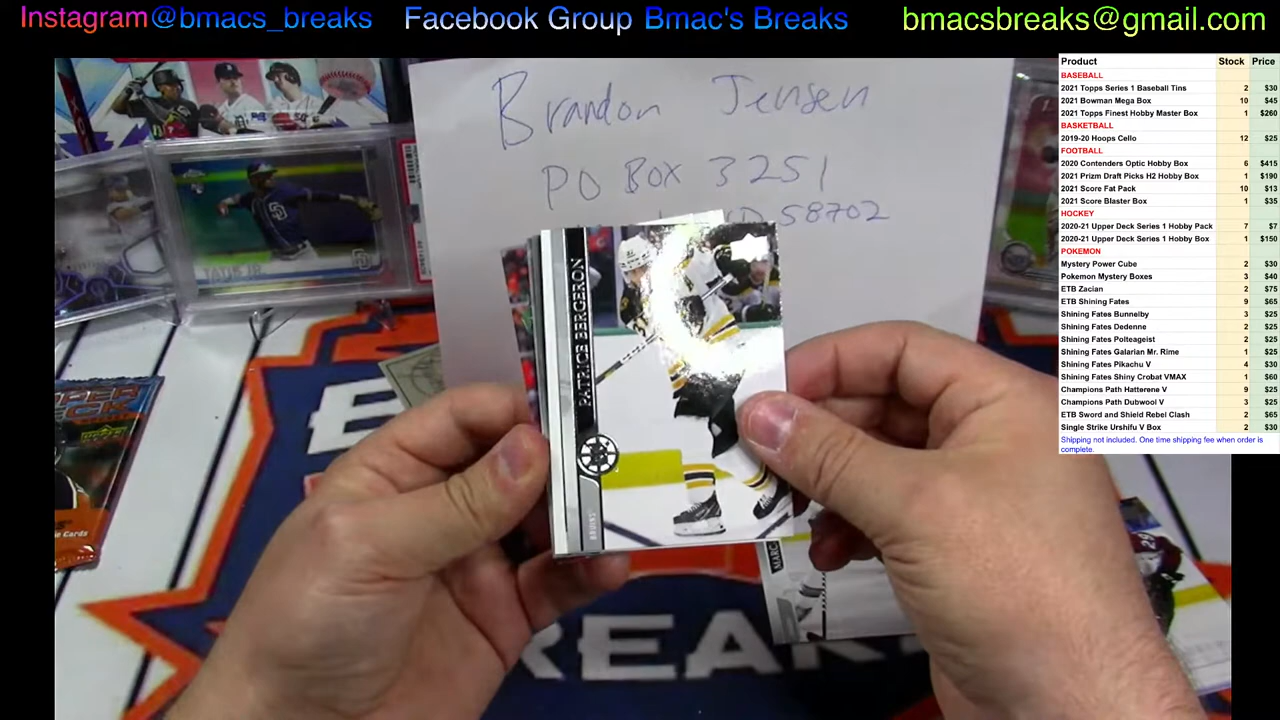 Instagram@bmacs_breaks
Facebook Group Bmac's Breaks
bmacsbreaks@gmail.com
Product Stock Price
BASEBALL
2021 Topps Series 1 Baseball Tins 2 $30
2021 Bowman Mega Box 10 $45
2021 Topps Finest Hobby Master Box 1 $260
BASKETBALL
2019-20 Hoops Cello 12 $25
FOOTBALL
2020 Contenders Optic Hobby Box 6 $415
2021 Prizm Draft Picks H2 Hobby Box 1 $190
2021 Score Fat Pack 10 $13
2021 Score Blaster Box 1 $35
HOCKEY
2020-21 Upper Deck Series 1 Hobby Pack 7 $7
2020-21 Upper Deck Series 1 Hobby Box 1 $150
POKEMON
Mystery Power Cube 2 $30
Pokemon Mystery Boxes 3 $40
ETB Zacian 2 $75
ETB Shining Fates 9 $65
Shining Fates Bunnelby 3 $25
Shining Fates Dedenne 2 $25
Shining Fates Polteageist 2 $25
Shining Fates Galarian Mr. Rime 1 $25
Shining Fates Pikachu V 4 $30
Shining Fates Shiny Crobat VMAX 1 $60
Champions Path Hatterene V 9 $25
Champions Path Dubwool V 3 $25
ETB Sword and Shield Rebel Clash 2 $65
Single Strike Urshifu V Box 2 $30
Shipping not included. One time shipping fee when order is
complete.
Brandon Jensen
PO Box 3251
58702
TATIS JR.
PATRICE BERGERON
BRUINS
MARC
DECK
29
BREAK